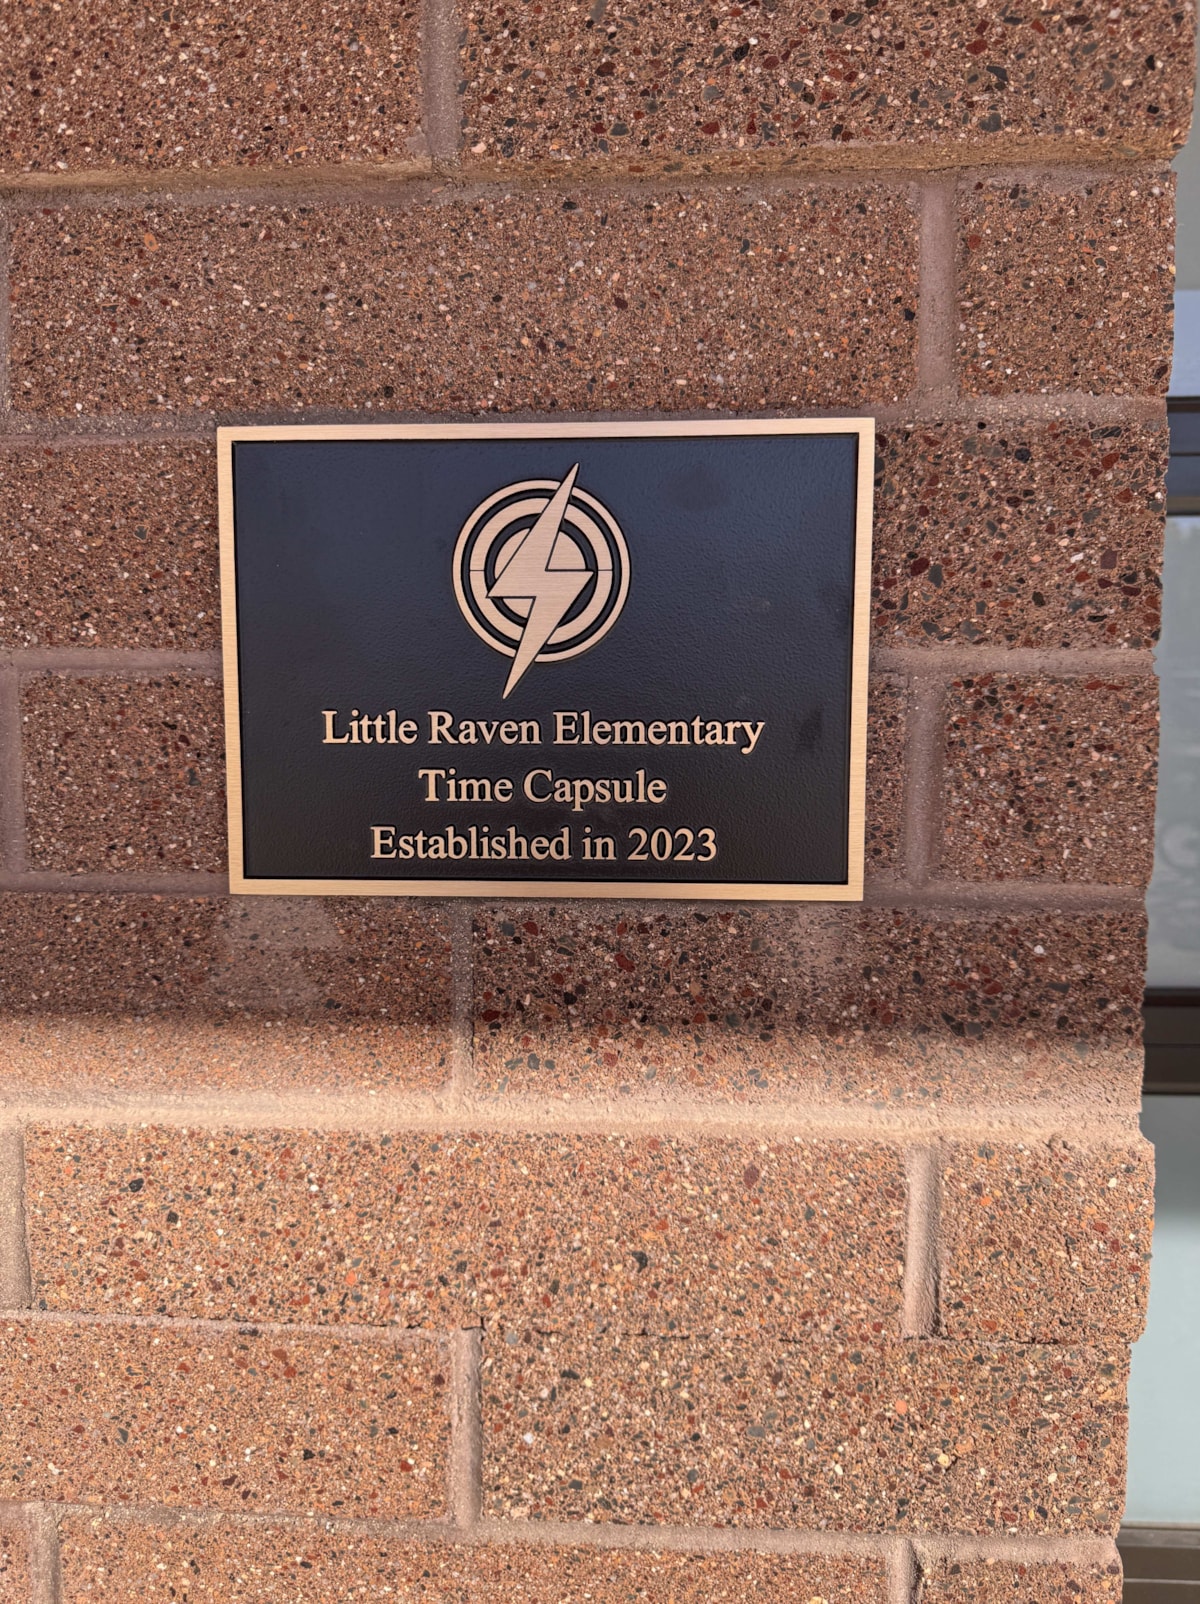 Little Raven Elementary
Time Capsule
Established in 2023